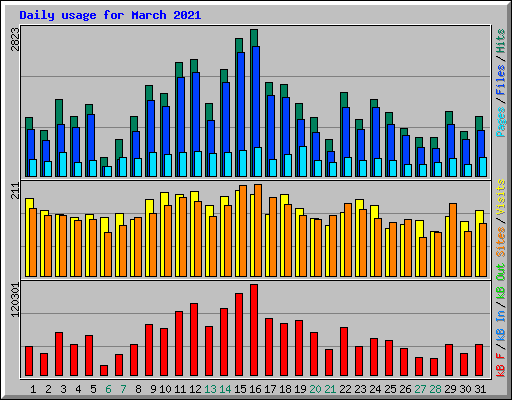 Daily usage for March 2021
2823
Pages / Files / Hits
211
Sites / Visits
120301
kB F / kB In / kB Out
1 2 3 4 5 6 7 8 9 10 11 12 13 14 15 16 17 18 19 20 21 22 23 24 25 26 27 28 29 30 31